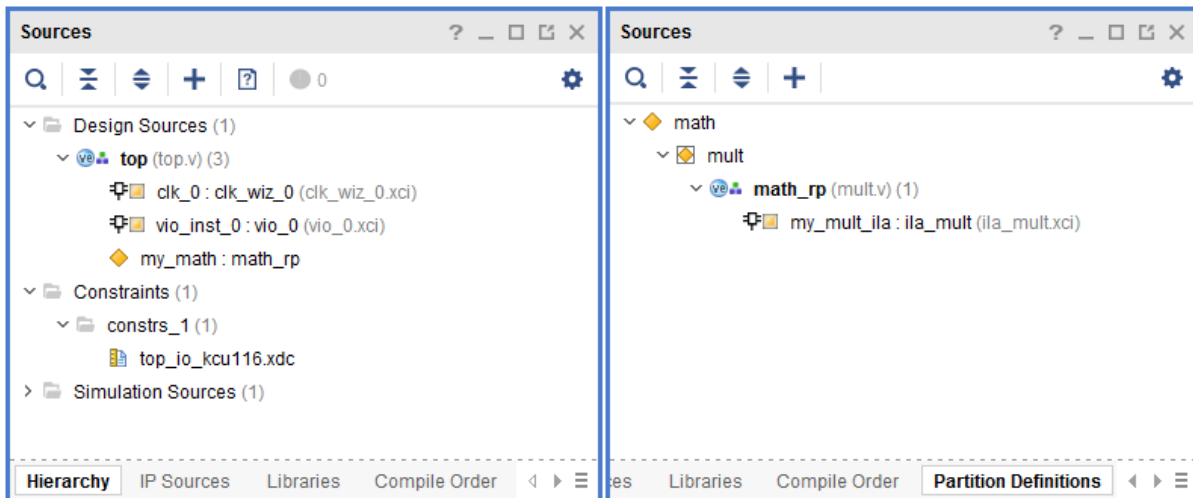 Sources
? 0
Design Sources (1)
top (top.v) (3)
clk_0 : clk_wiz_0 (clk_wiz_0.xci)
vio_inst_0 : vio_0 (vio_0.xci)
my_math : math_rp
Constraints (1)
constrs_1 (1)
top_io_kcu116.xdc
Simulation Sources (1)
Hierarchy IP Sources Libraries Compile Order
Sources
math
mult
math_rp (mult.v) (1)
my_mult_ila : ila_mult (ila_mult.xci)
es Libraries Compile Order Partition Definitions